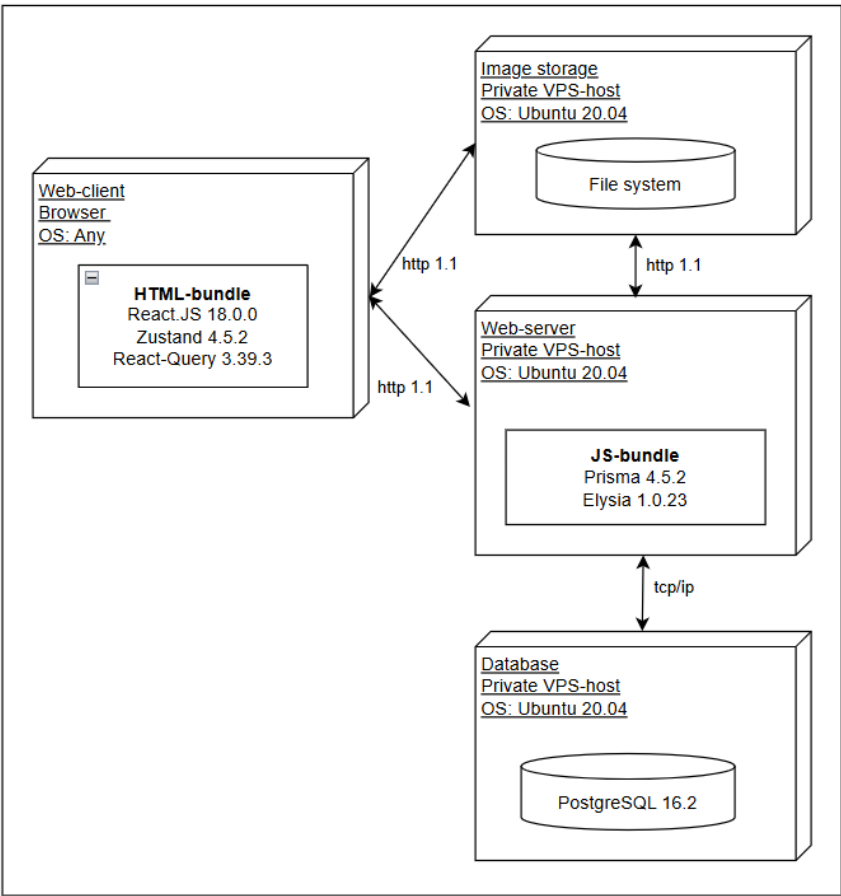 Image storage
Private VPS-host
OS: Ubuntu 20.04
File system
Web-client
Browser
OS: Any
HTML-bundle
React.JS 18.0.0
Zustand 4.5.2
React-Query 3.39.3
http 1.1
http 1.1
http 1.1
Web-server
Private VPS-host
OS: Ubuntu 20.04
JS-bundle
Prisma 4.5.2
Elysia 1.0.23
tcp/ip
Database
Private VPS-host
OS: Ubuntu 20.04
PostgreSQL 16.2